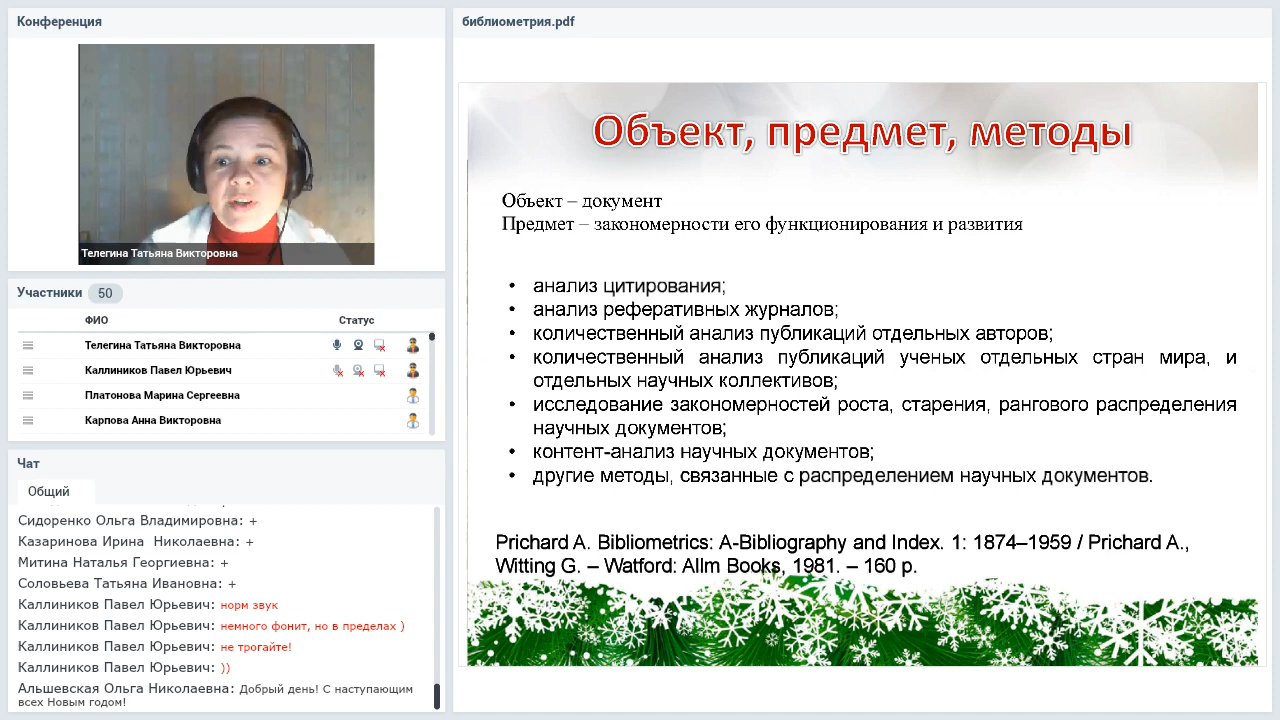 Конференция
Телегина Татьяна Викторовна
Участники 50
ФИО Статус
Телегина Татьяна Викторовна
Каллиников Павел Юрьевич
Платонова Марина Сергеевна
Карпова Анна Викторовна
Чат
Общий
Сидоренко Ольга Владимировна: +
Казаринова Ирина Николаевна: +
Митина Наталья Георгиевна: +
Соловьева Татьяна Ивановна: +
Каллиников Павел Юрьевич: норм звук
Каллиников Павел Юрьевич: немного фонит, но в пределах )
Каллиников Павел Юрьевич: не трогайте!
Каллиников Павел Юрьевич: ))
Альшевская Ольга Николаевна: Добрый день! С наступающим
всех Новым годом!
библиометрия.pdf
Объект, предмет, методы
Объект – документ
Предмет – закономерности его функционирования и развития
• анализ цитирования;
• анализ реферативных журналов;
• количественный анализ публикаций отдельных авторов;
• количественный анализ публикаций ученых отдельных стран мира, и
отдельных научных коллективов;
• исследование закономерностей роста, старения, рангового распределения
научных документов;
• контент-анализ научных документов;
• другие методы, связанные с распределением научных документов.
Prichard A. Bibliometrics: A-Bibliography and Index. 1: 1874–1959 / Prichard A.,
Witting G. – Watford: Allm Books, 1981. – 160 p.